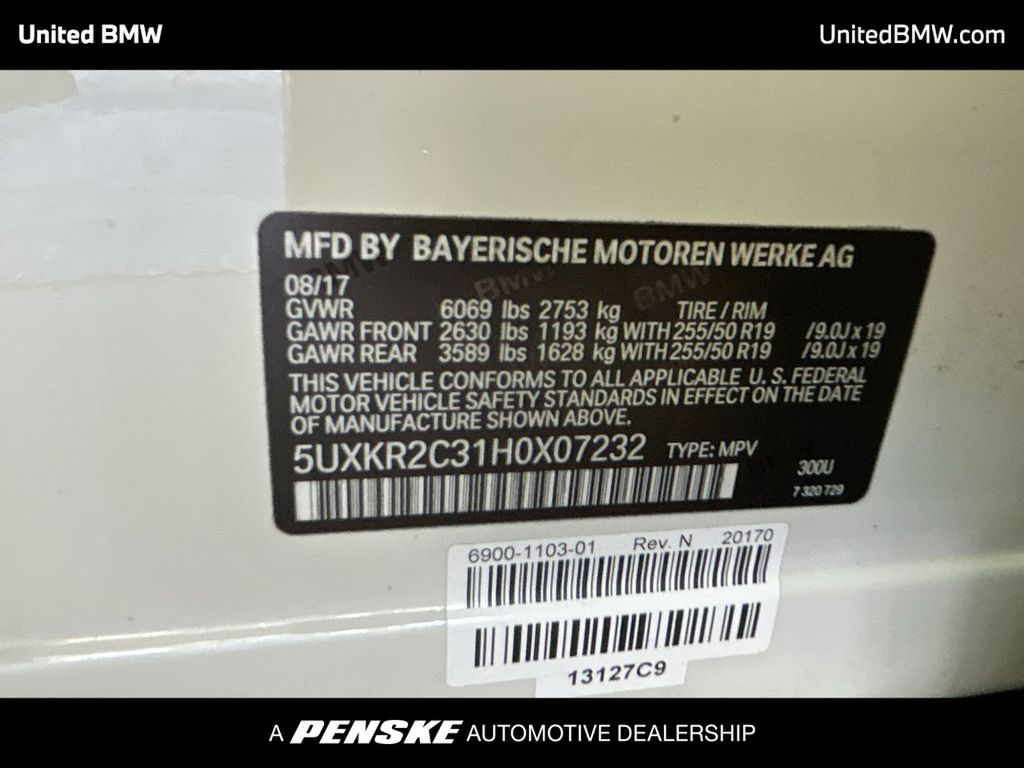 United BMW
UnitedBMW.com
MFD BY BAYERISCHE MOTOREN WERKE AG
08/17
GVWR 6069 lbs 2753 kg TIRE / RIM
GAWR FRONT 2630 lbs 1193 kg WITH 255/50 R19 /9.0J x 19
GAWR REAR 3589 lbs 1628 kg WITH 255/50 R19 /9.0J x 19
THIS VEHICLE CONFORMS TO ALL APPLICABLE U. S. FEDERAL
MOTOR VEHICLE SAFETY STANDARDS IN EFFECT ON THE DATE
OF MANUFACTURE SHOWN ABOVE.
5UXKR2C31H0X07232 TYPE: MPV
300U
7 320 729
6900-1103-01 Rev. N 20170
13127C9
A PENSKE AUTOMOTIVE DEALERSHIP